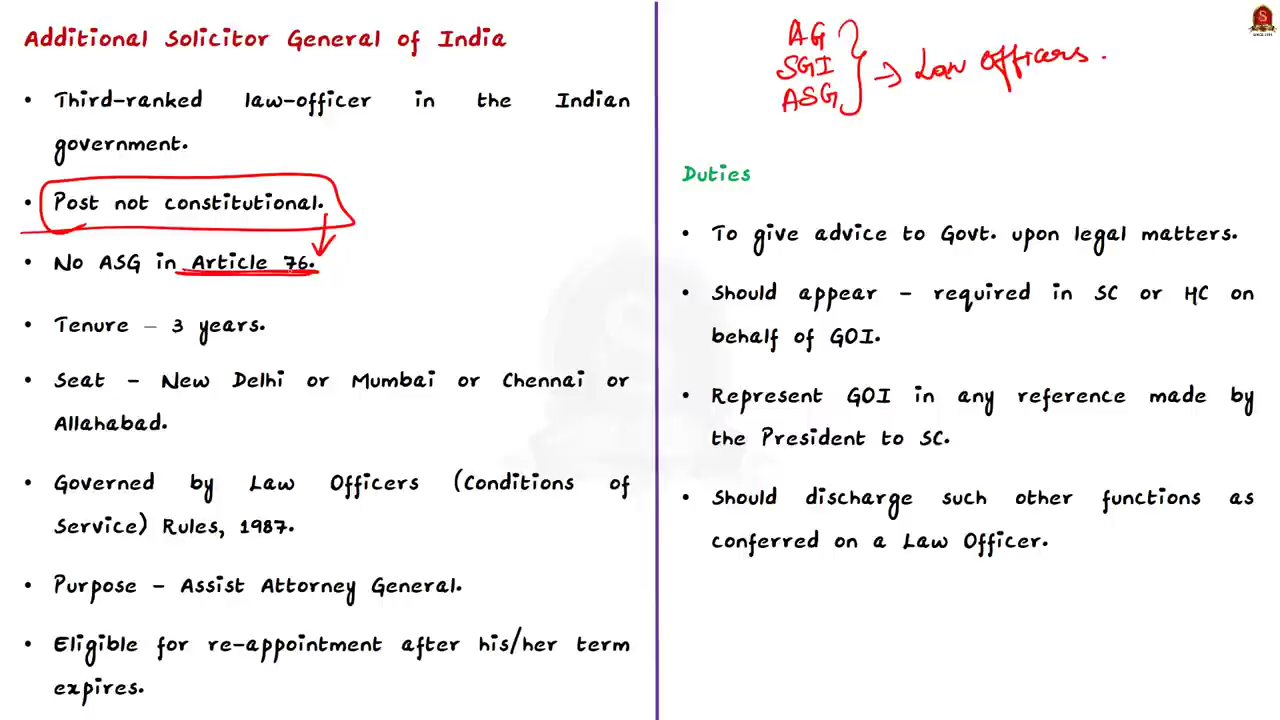 Additional Solicitor General of India
• Third-ranked law-officer in the Indian
government.
• Post not constitutional.
• No ASG in Article 76.
• Tenure – 3 years.
• Seat - New Delhi or Mumbai or Chennai or
Allahabad.
• Governed by Law Officers (Conditions of
Service) Rules, 1987.
• Purpose - Assist Attorney General.
• Eligible for re-appointment after his/her term
expires.
AG
SGI
ASG
→ Law Officers.
Duties
• To give advice to Govt. upon legal matters.
• Should appear - required in SC or HC on
behalf of GOI.
• Represent GOI in any reference made by
the President to SC.
• Should discharge such other functions as
conferred on a Law Officer.